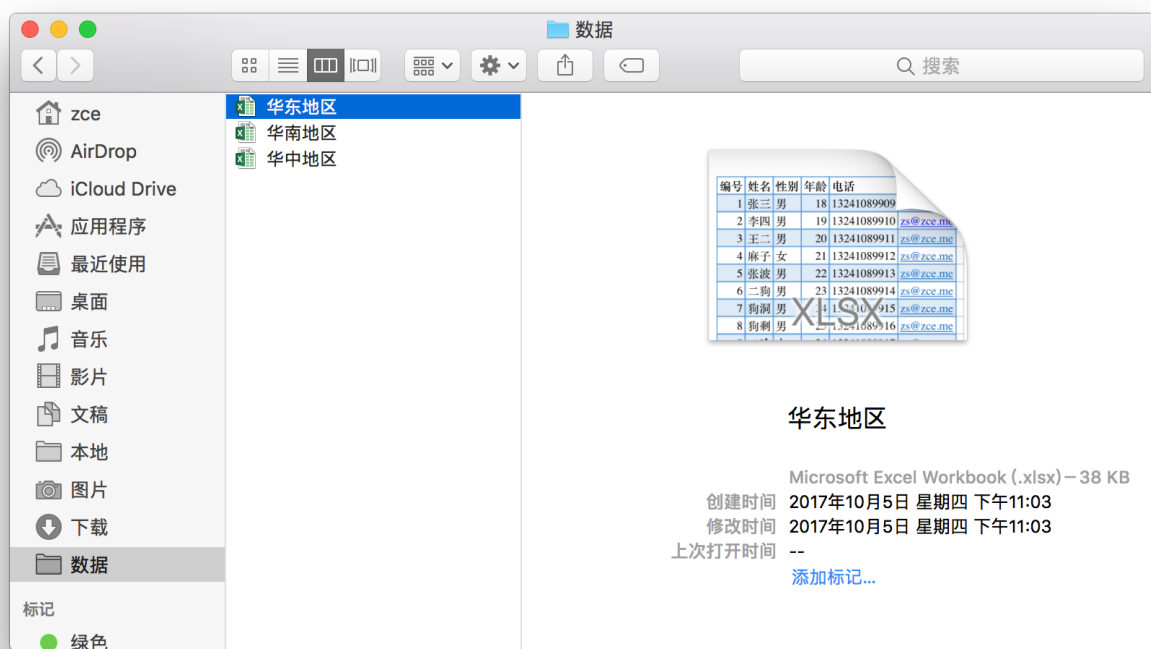 数据
搜索
zce
AirDrop
iCloud Drive
应用程序
最近使用
桌面
音乐
影片
文稿
本地
图片
下载
数据
标记
绿色
华东地区
华南地区
华中地区
编号 姓名 性别 年龄 电话
1 张三 男 18 13241089909
2 李四 男 19 13241089910 zs@zce.me
3 王二 男 20 13241089911 zs@zce.me
4 麻子 女 21 13241089912 zs@zce.me
5 张波 男 22 13241089913 zs@zce.me
6 二狗 男 23 13241089914 zs@zce.me
7 狗洞 男 915 zs@zce.me
8 狗剩 男 916 zs@zce.me
XLSX
华东地区
Microsoft Excel Workbook (.xlsx) — 38 KB
创建时间 2017年10月5日 星期四 下午11:03
修改时间 2017年10月5日 星期四 下午11:03
上次打开时间 --
添加标记...